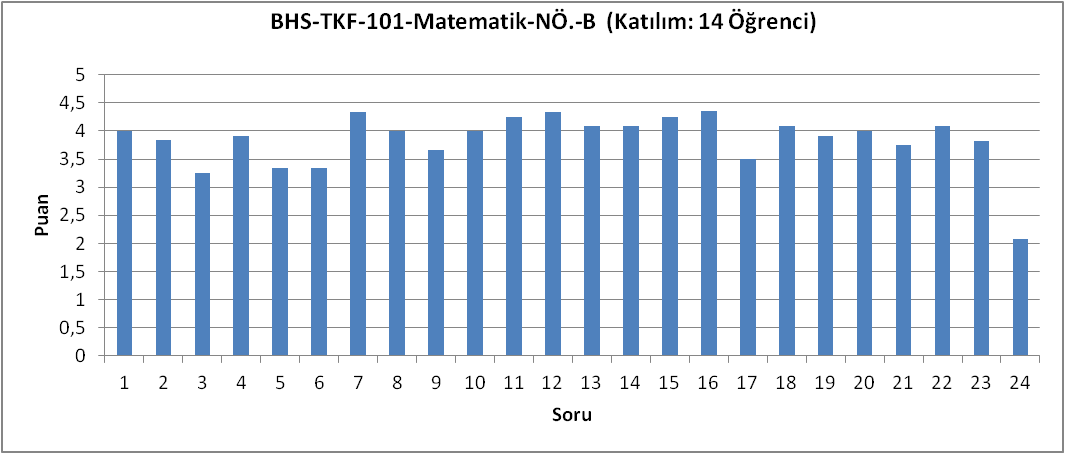 BHS-TKF-101-Matematik-NÖ.-B (Katılım: 14 Öğrenci)
5
4,5
4
3,5
3
2,5
2
1,5
1
0,5
0
Puan
1 2 3 4 5 6 7 8 9 10 11 12 13 14 15 16 17 18 19 20 21 22 23 24
Soru